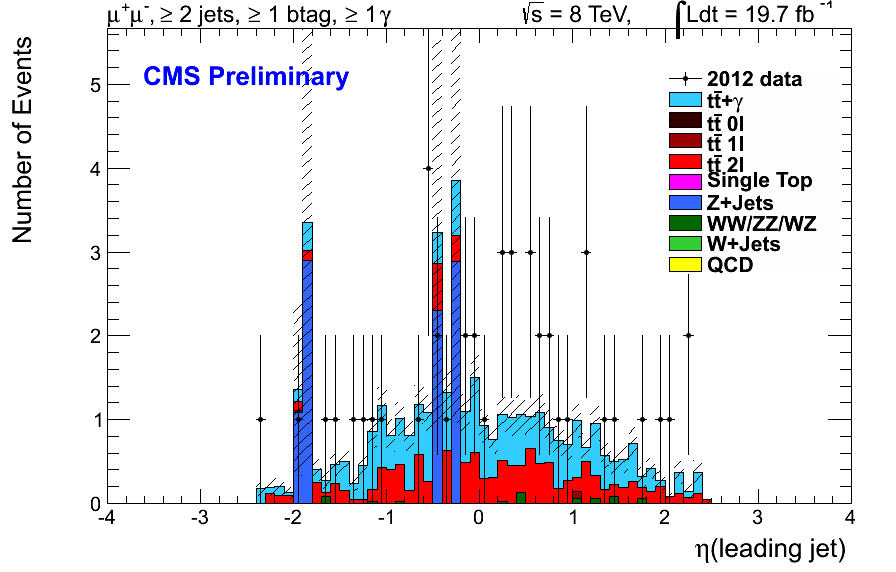 μ⁺μ⁻, ≥ 2 jets, ≥ 1 btag, ≥ 1 γ √s = 8 TeV, ∫Ldt = 19.7 fb⁻¹
CMS Preliminary
Number of Events
5
4
3
2
1
0
2012 data
tt̄+γ
tt̄ 0l
tt̄ 1l
tt̄ 2l
Single Top
Z+Jets
WW/ZZ/WZ
W+Jets
QCD
-4 -3 -2 -1 0 1 2 3 4
η(leading jet)